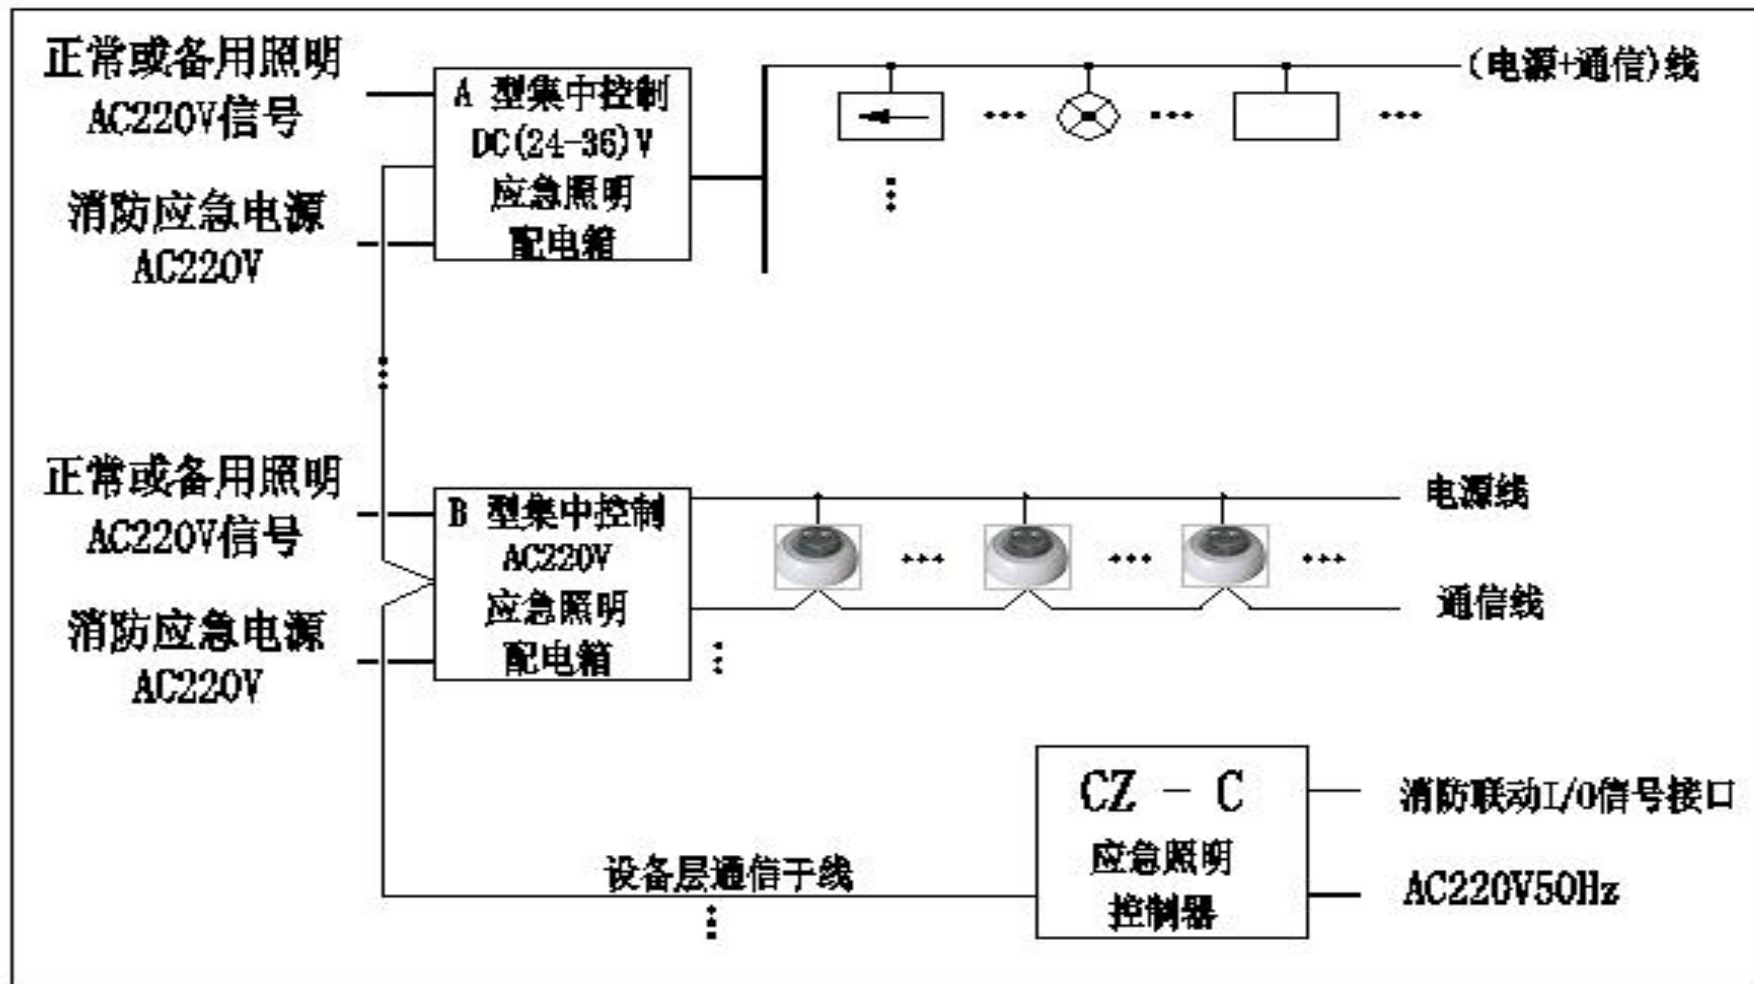 正常或备用照明
AC220V信号
消防应急电源
AC220V
A 型集中控制
DC(24-36)V
应急照明
配电箱
(电源+通信)线
正常或备用照明
AC220V信号
消防应急电源
AC220V
B 型集中控制
AC220V
应急照明
配电箱
电源线
通信线
设备层通信干线
CZ - C
应急照明
控制器
消防联动I/O信号接口
AC220V50Hz